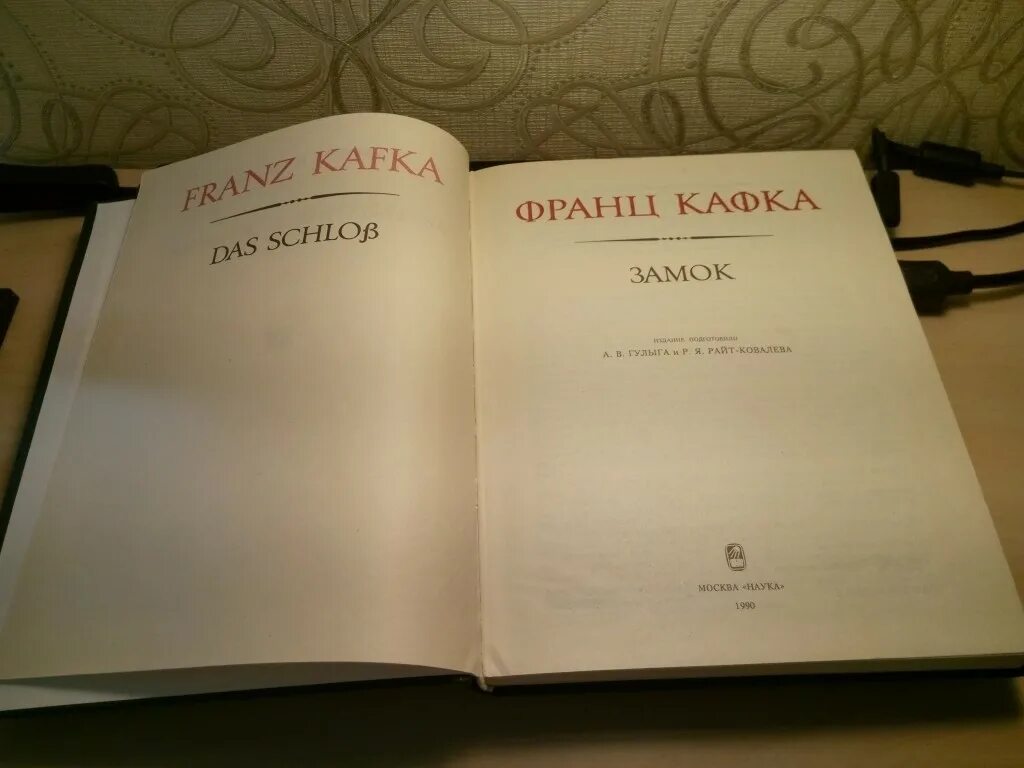 FRANZ KAFKA
DAS SCHLOß
ФРАНЦ КАФКА
ЗАМОК
ИЗДАНИЕ ПОДГОТОВИЛИ
А. В. ГУЛЫГА и Р. Я. РАЙТ-КОВАЛЕВА
МОСКВА «НАУКА»
1990